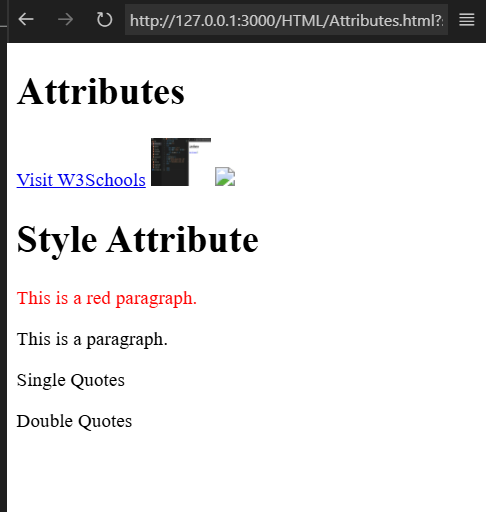 http://127.0.0.1:3000/HTML/Attributes.html?
Attributes
Visit W3Schools
Style Attribute
This is a red paragraph.
This is a paragraph.
Single Quotes
Double Quotes